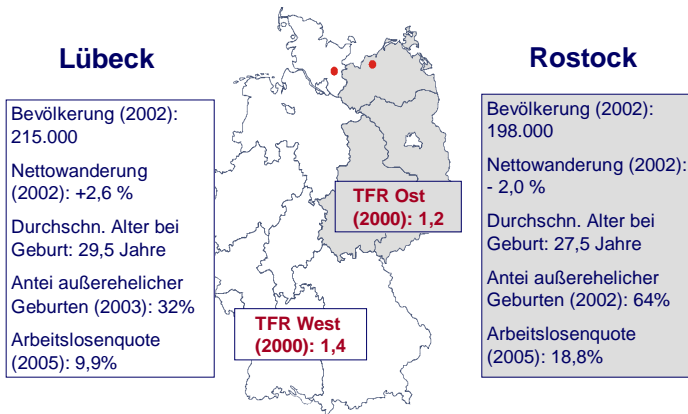 Lübeck
Bevölkerung (2002):
215.000
Nettowanderung
(2002): +2,6 %
Durchschn. Alter bei
Geburt: 29,5 Jahre
Antei außerehelicher
Geburten (2003): 32%
Arbeitslosenquote
(2005): 9,9%
TFR Ost
(2000): 1,2
TFR West
(2000): 1,4
Rostock
Bevölkerung (2002):
198.000
Nettowanderung (2002):
- 2,0 %
Durchschn. Alter bei
Geburt: 27,5 Jahre
Antei außerehelicher
Geburten (2002): 64%
Arbeitslosenquote
(2005): 18,8%